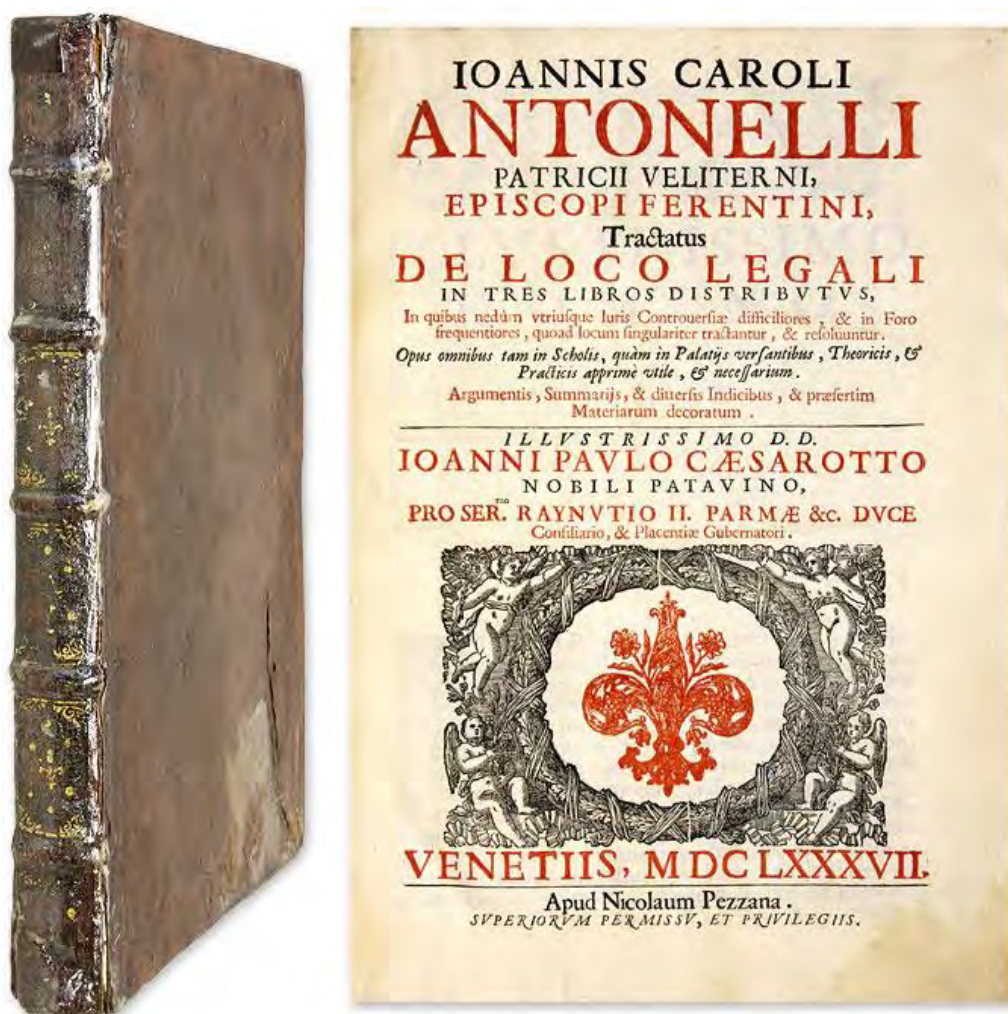 IOANNIS CAROLI
ANTONELLI
PATRICII VELITERNI,
EPISCOPI FERENTINI,
Tractatus
DE LOCO LEGALI
IN TRES LIBROS DISTRIBVTVS,
In quibus nedùm vtriuſque Iuris Controuerſiæ difficiliores, & in Foro
frequentiores, quoad locum ſingulariter tractantur, & reſoluuntur.
Opus omnibus tam in Scholis, quàm in Palatijs verſantibus, Theoricis, &
Practicis apprimè vtile, & neceſſarium.
Argumentis, Summarijs, & diuerſis Indicibus, & præſertim
Materiarum decoratum.
ILLVSTRISSIMO D. D.
IOANNI PAVLO CÆSAROTTO
NOBILI PATAVINO,
PRO SER.mo RAYNVTIO II. PARMÆ &c. DVCE
Conſiliario, & Placentiæ Gubernatori.
VENETIIS, MDCLXXXVII.
Apud Nicolaum Pezzana.
SVPERIORVM PERMISSV, ET PRIVILEGIIS.